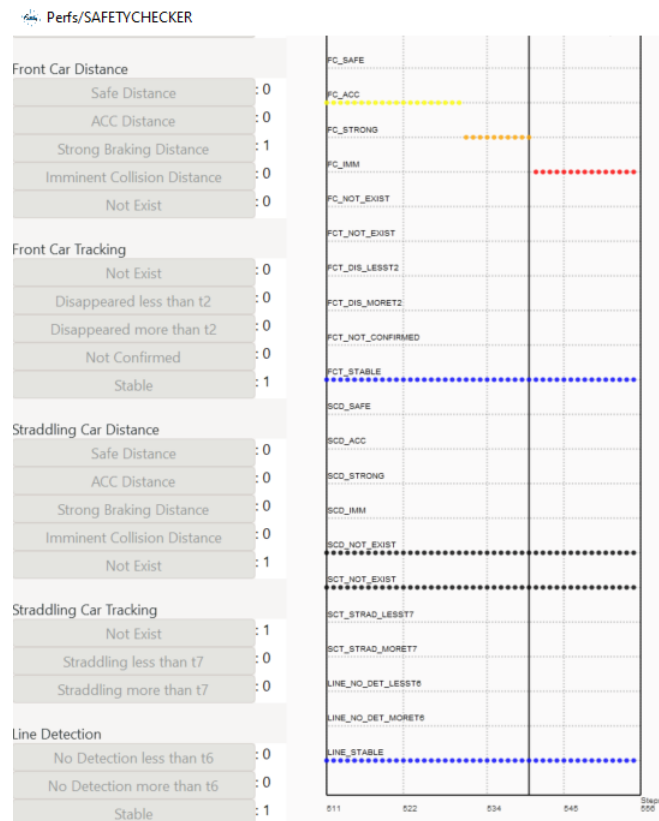 Perfs/SAFETYCHECKER
Front Car Distance
Safe Distance : 0
ACC Distance : 0
Strong Braking Distance : 1
Imminent Collision Distance : 0
Not Exist : 0
Front Car Tracking
Not Exist : 0
Disappeared less than t2 : 0
Disappeared more than t2 : 0
Not Confirmed : 0
Stable : 1
Straddling Car Distance
Safe Distance : 0
ACC Distance : 0
Strong Braking Distance : 0
Imminent Collision Distance : 0
Not Exist : 1
Straddling Car Tracking
Not Exist : 1
Straddling less than t7 : 0
Straddling more than t7 : 0
Line Detection
No Detection less than t6 : 0
No Detection more than t6 : 0
Stable : 1
FC_SAFE
FC_ACC
FC_STRONG
FC_IMM
FC_NOT_EXIST
FCT_NOT_EXIST
FCT_DIS_LESST2
FCT_DIS_MORET2
FCT_NOT_CONFIRMED
FCT_STABLE
SCD_SAFE
SCD_ACC
SCD_STRONG
SCD_IMM
SCD_NOT_EXIST
SCT_NOT_EXIST
SCT_STRAD_LESST7
SCT_STRAD_MORET7
LINE_NO_DET_LESST6
LINE_NO_DET_MORET6
LINE_STABLE
Step
511 522 534 545 556